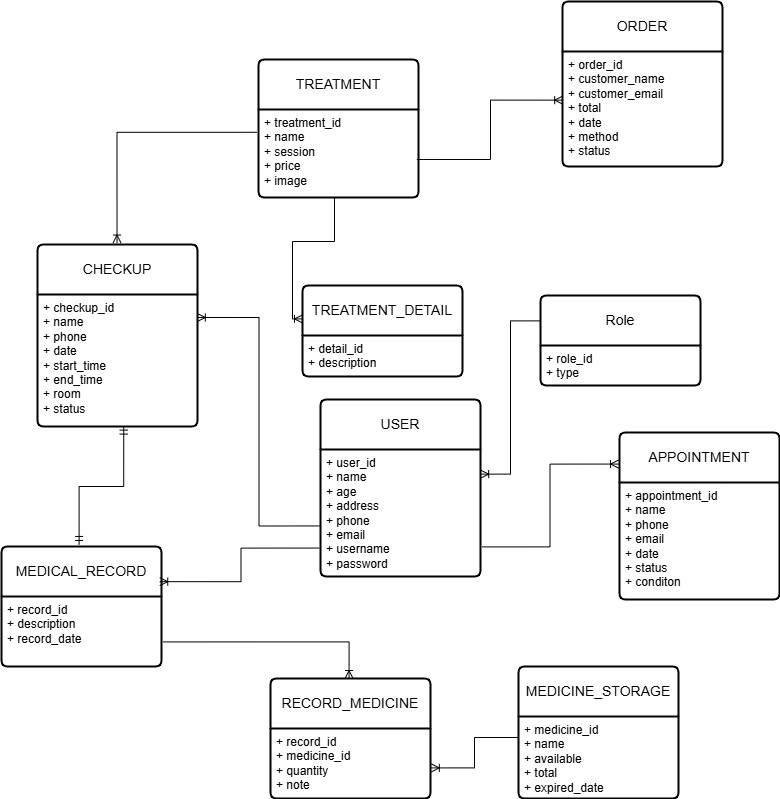 ORDER
+ order_id
+ customer_name
+ customer_email
+ total
+ date
+ method
+ status
TREATMENT
+ treatment_id
+ name
+ session
+ price
+ image
CHECKUP
+ checkup_id
+ name
+ phone
+ date
+ start_time
+ end_time
+ room
+ status
TREATMENT_DETAIL
+ detail_id
+ description
Role
+ role_id
+ type
USER
+ user_id
+ name
+ age
+ address
+ phone
+ email
+ username
+ password
APPOINTMENT
+ appointment_id
+ name
+ phone
+ email
+ date
+ status
+ conditon
MEDICAL_RECORD
+ record_id
+ description
+ record_date
RECORD_MEDICINE
+ record_id
+ medicine_id
+ quantity
+ note
MEDICINE_STORAGE
+ medicine_id
+ name
+ available
+ total
+ expired_date